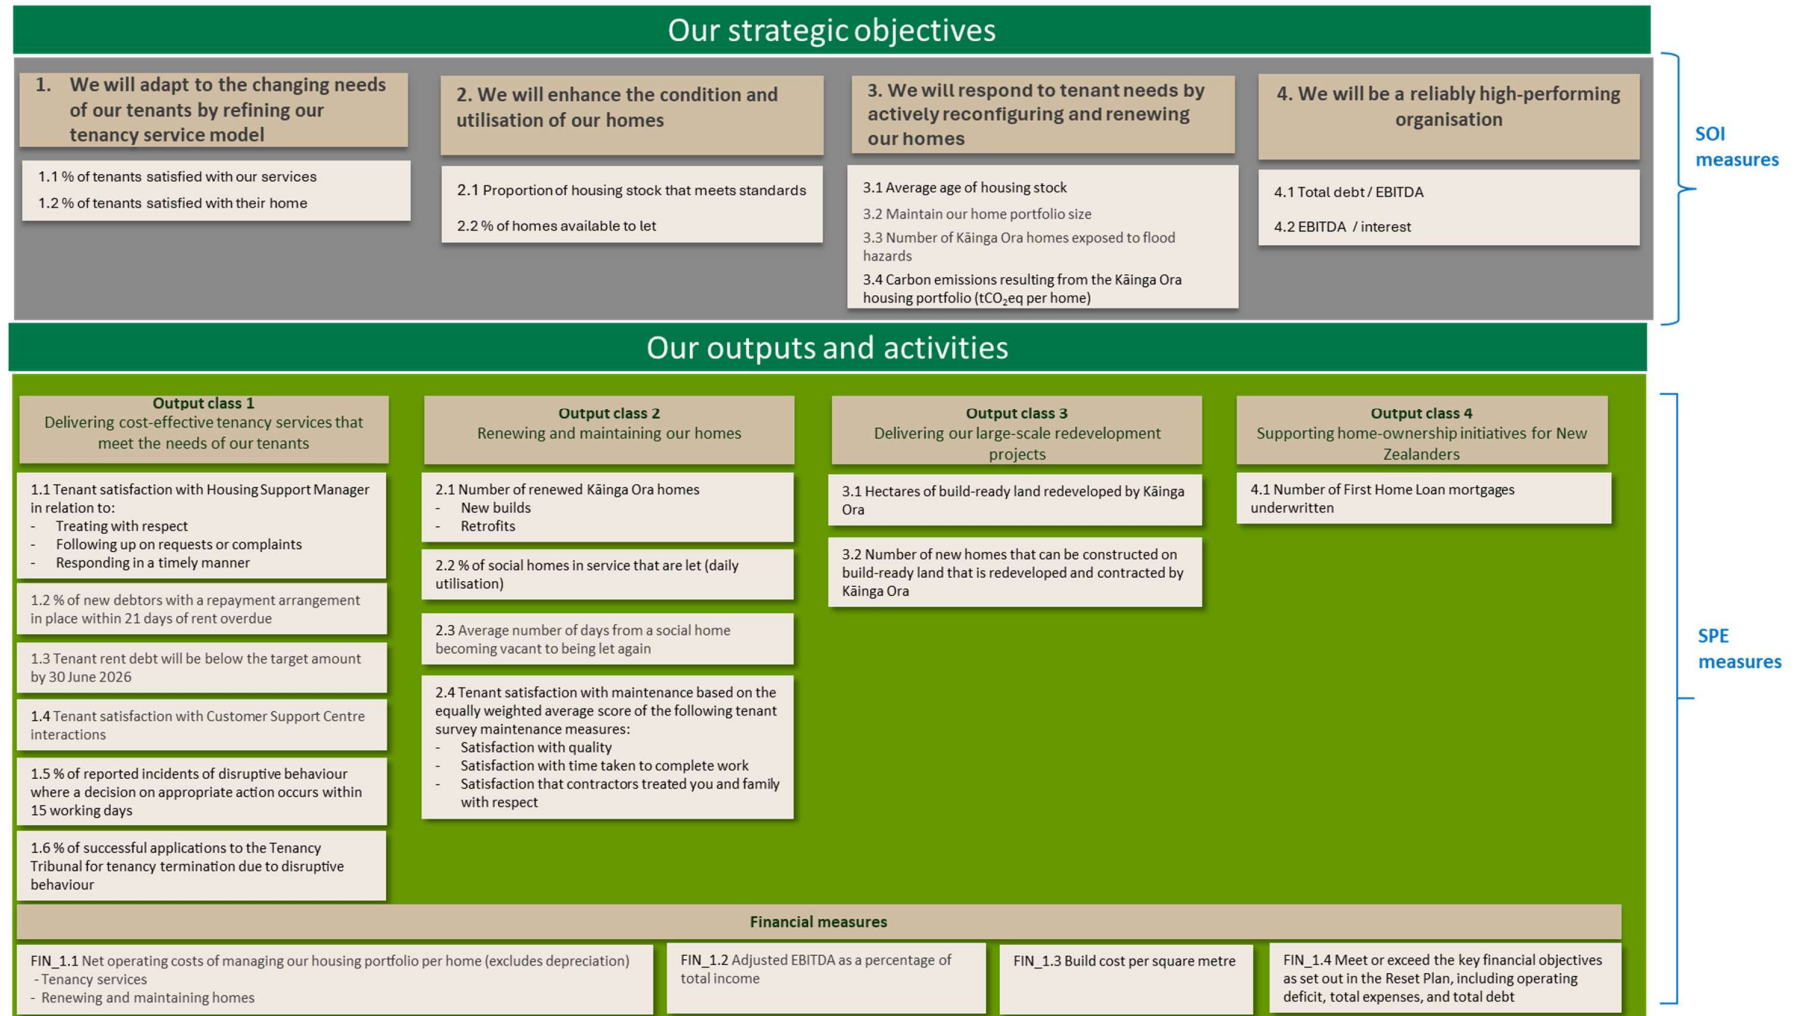 Our strategic objectives
1. We will adapt to the changing needs
of our tenants by refining our
tenancy service model
1.1 % of tenants satisfied with our services
1.2 % of tenants satisfied with their home
2. We will enhance the condition and
utilisation of our homes
2.1 Proportion of housing stock that meets standards
2.2 % of homes available to let
3. We will respond to tenant needs by
actively reconfiguring and renewing
our homes
3.1 Average age of housing stock
3.2 Maintain our home portfolio size
3.3 Number of Kāinga Ora homes exposed to flood
hazards
3.4 Carbon emissions resulting from the Kāinga Ora
housing portfolio (tCO₂eq per home)
4. We will be a reliably high-performing
organisation
4.1 Total debt / EBITDA
4.2 EBITDA / interest
SOI
measures
Our outputs and activities
Output class 1
Delivering cost-effective tenancy services that
meet the needs of our tenants
1.1 Tenant satisfaction with Housing Support Manager
in relation to:
- Treating with respect
- Following up on requests or complaints
- Responding in a timely manner
1.2 % of new debtors with a repayment arrangement
in place within 21 days of rent overdue
1.3 Tenant rent debt will be below the target amount
by 30 June 2026
1.4 Tenant satisfaction with Customer Support Centre
interactions
1.5 % of reported incidents of disruptive behaviour
where a decision on appropriate action occurs within
15 working days
1.6 % of successful applications to the Tenancy
Tribunal for tenancy termination due to disruptive
behaviour
Output class 2
Renewing and maintaining our homes
2.1 Number of renewed Kāinga Ora homes
- New builds
- Retrofits
2.2 % of social homes in service that are let (daily
utilisation)
2.3 Average number of days from a social home
becoming vacant to being let again
2.4 Tenant satisfaction with maintenance based on the
equally weighted average score of the following tenant
survey maintenance measures:
- Satisfaction with quality
- Satisfaction with time taken to complete work
- Satisfaction that contractors treated you and family
with respect
Output class 3
Delivering our large-scale redevelopment
projects
3.1 Hectares of build-ready land redeveloped by Kāinga
Ora
3.2 Number of new homes that can be constructed on
build-ready land that is redeveloped and contracted by
Kāinga Ora
Output class 4
Supporting home-ownership initiatives for New
Zealanders
4.1 Number of First Home Loan mortgages
underwritten
SPE
measures
Financial measures
FIN_1.1 Net operating costs of managing our housing portfolio per home (excludes depreciation)
- Tenancy services
- Renewing and maintaining homes
FIN_1.2 Adjusted EBITDA as a percentage of
total income
FIN_1.3 Build cost per square metre
FIN_1.4 Meet or exceed the key financial objectives
as set out in the Reset Plan, including operating
deficit, total expenses, and total debt